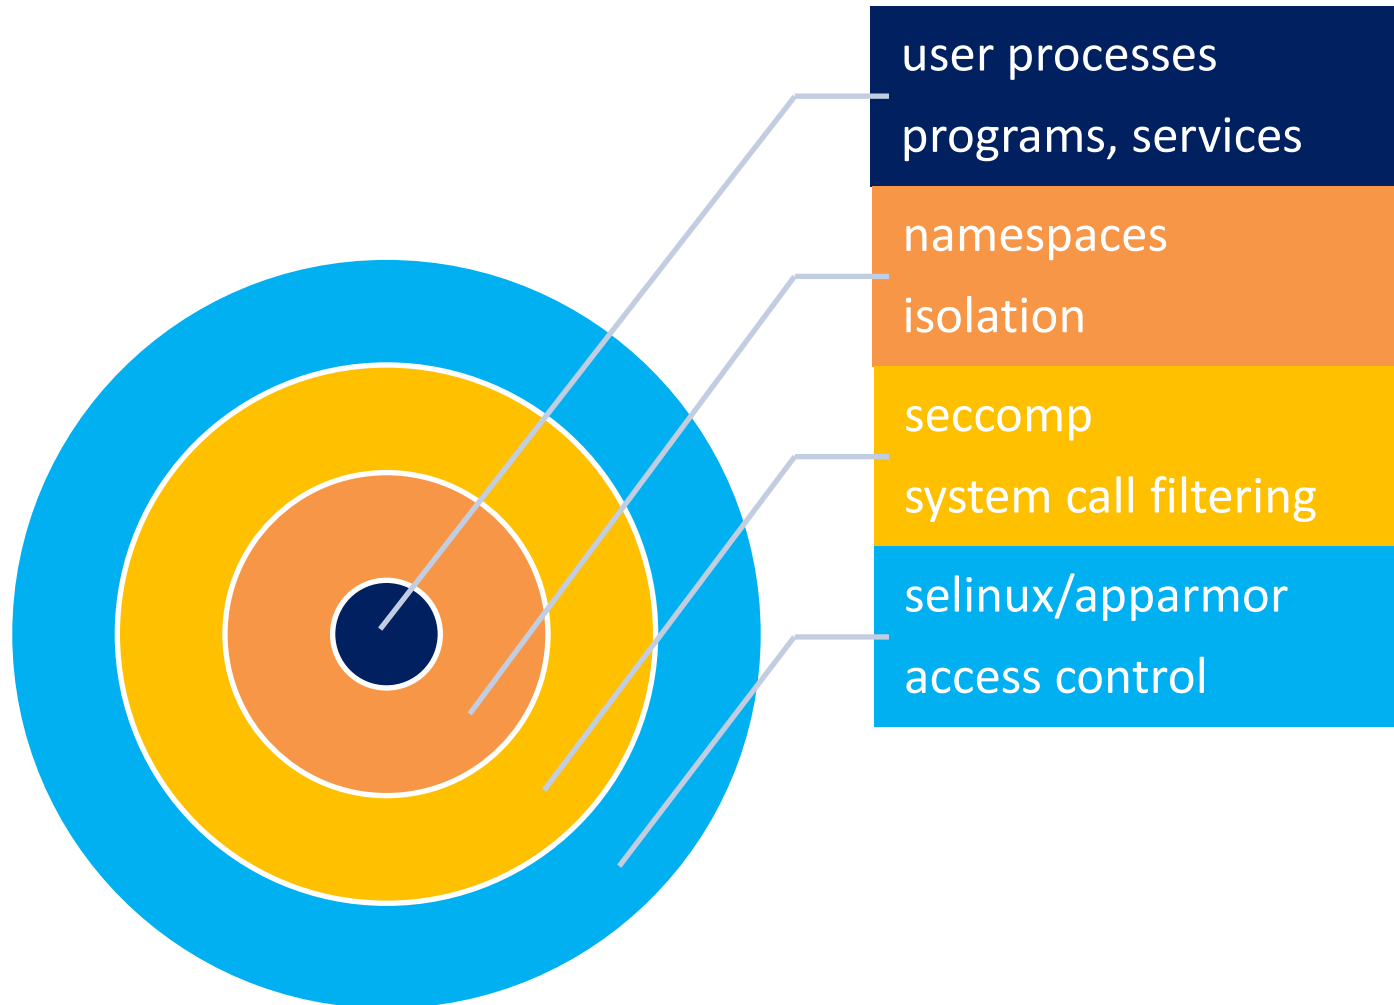 user processes
programs, services
namespaces
isolation
seccomp
system call filtering
selinux/apparmor
access control